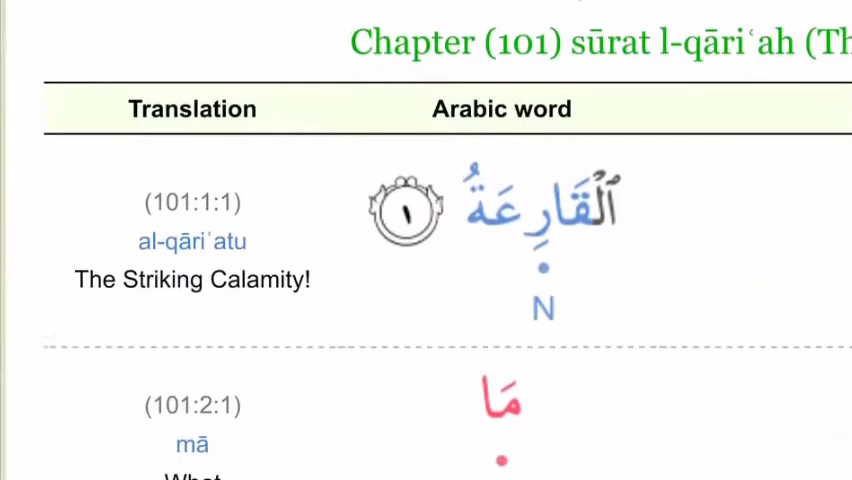 Chapter (101) sūrat l-qāriʿah (Th
Translation Arabic word
(101:1:1)
al-qāriʿatu
The Striking Calamity!
ٱلْقَارِعَةُ ١
N
(101:2:1)
mā
What
مَا